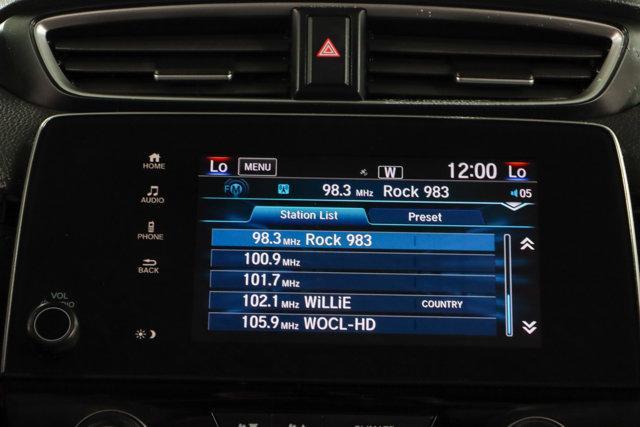 Lo MENU W 12:00 Lo
FM 98.3 MHz Rock 983 05
Station List Preset
98.3 MHz Rock 983
100.9 MHz
101.7 MHz
102.1 MHz WiLLiE COUNTRY
105.9 MHz WOCL-HD
HOME
AUDIO
PHONE
BACK
VOL